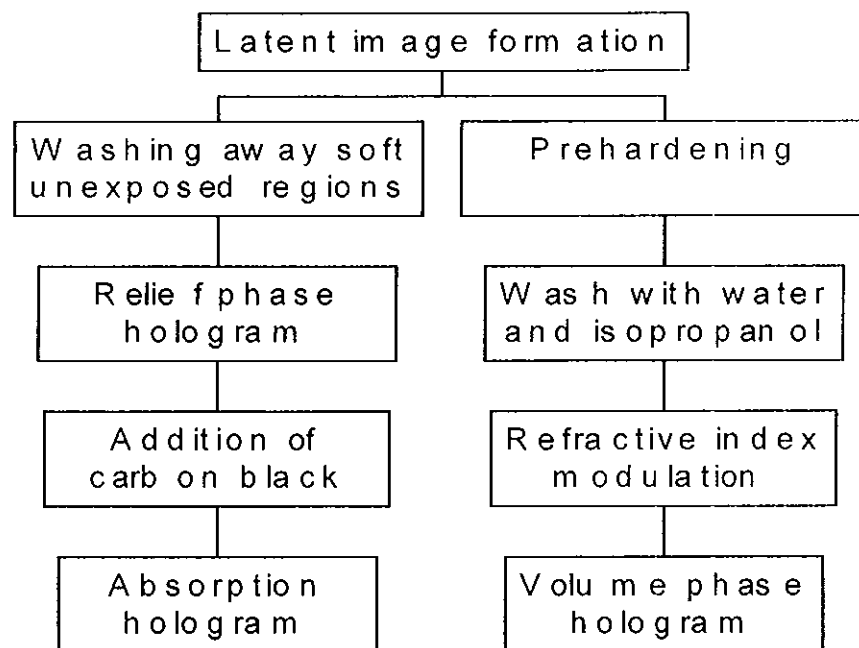 Latent image formation
Washing away soft
unexposed regions
Prehardening
Relief phase
hologram
Wash with water
and isopropanol
Addition of
carbon black
Refractive index
modulation
Absorption
hologram
Volume phase
hologram